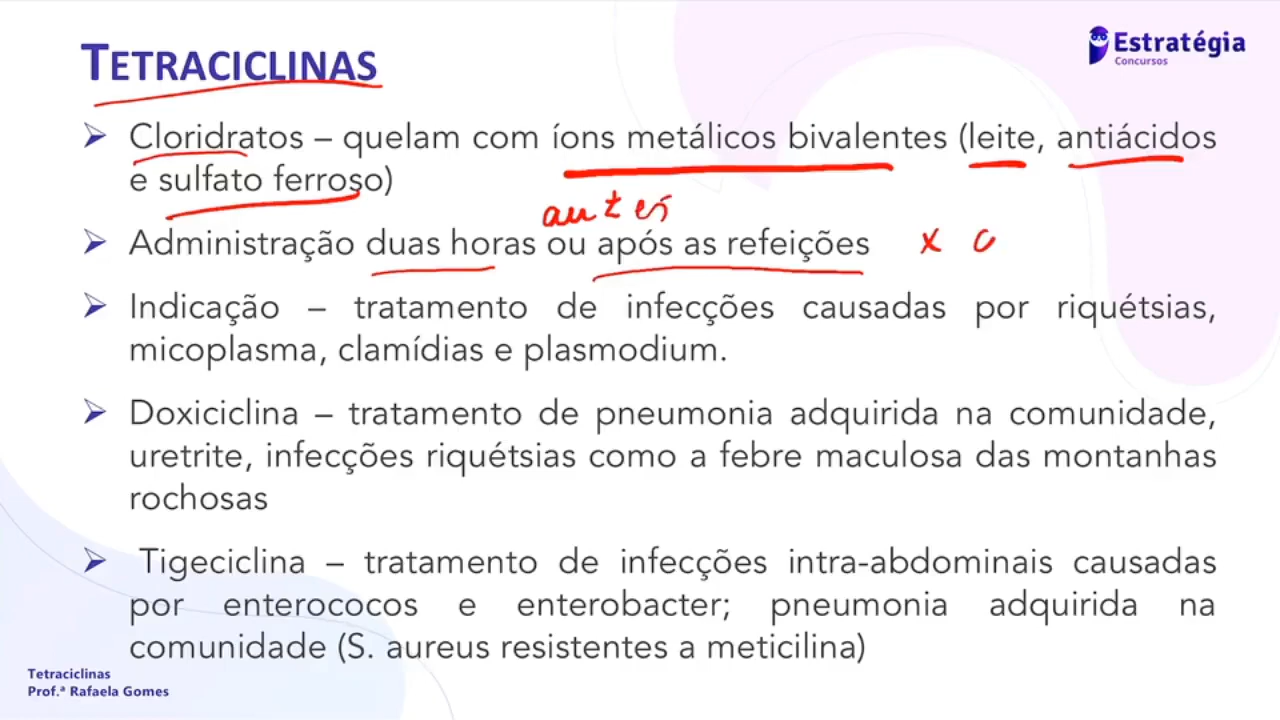 TETRACICLINAS
Estratégia
Concursos
Cloridratos – quelam com íons metálicos bivalentes (leite, antiácidos
e sulfato ferroso)
antes
Administração duas horas ou após as refeições x c
Indicação – tratamento de infecções causadas por riquétsias,
micoplasma, clamídias e plasmodium.
Doxiciclina – tratamento de pneumonia adquirida na comunidade,
uretrite, infecções riquétsias como a febre maculosa das montanhas
rochosas
Tigeciclina – tratamento de infecções intra-abdominais causadas
por enterococos e enterobacter; pneumonia adquirida na
comunidade (S. aureus resistentes a meticilina)
Tetraciclinas
Prof.ª Rafaela Gomes